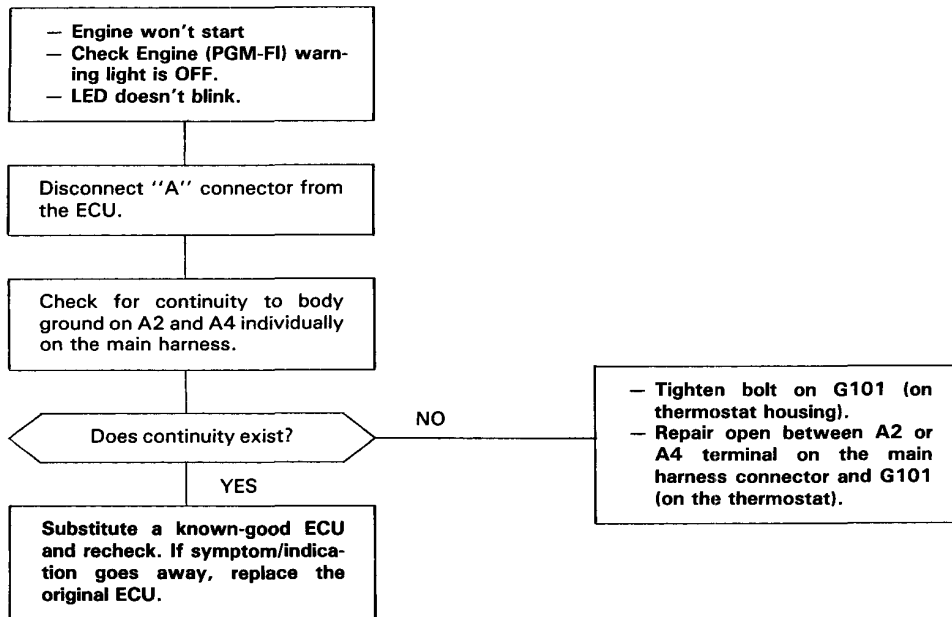 — Engine won't start
— Check Engine (PGM-FI) warn-
ing light is OFF.
— LED doesn't blink.
Disconnect "A" connector from
the ECU.
Check for continuity to body
ground on A2 and A4 individually
on the main harness.
Does continuity exist?
NO
— Tighten bolt on G101 (on
thermostat housing).
— Repair open between A2 or
A4 terminal on the main
harness connector and G101
(on the thermostat).
YES
Substitute a known-good ECU
and recheck. If symptom/indica-
tion goes away, replace the
original ECU.